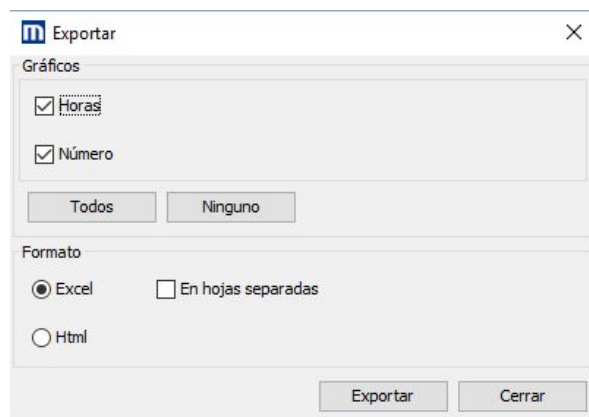 m Exportar
Gráficos
Horas
Número
Todos Ninguno
Formato
Excel En hojas separadas
Html
Exportar Cerrar